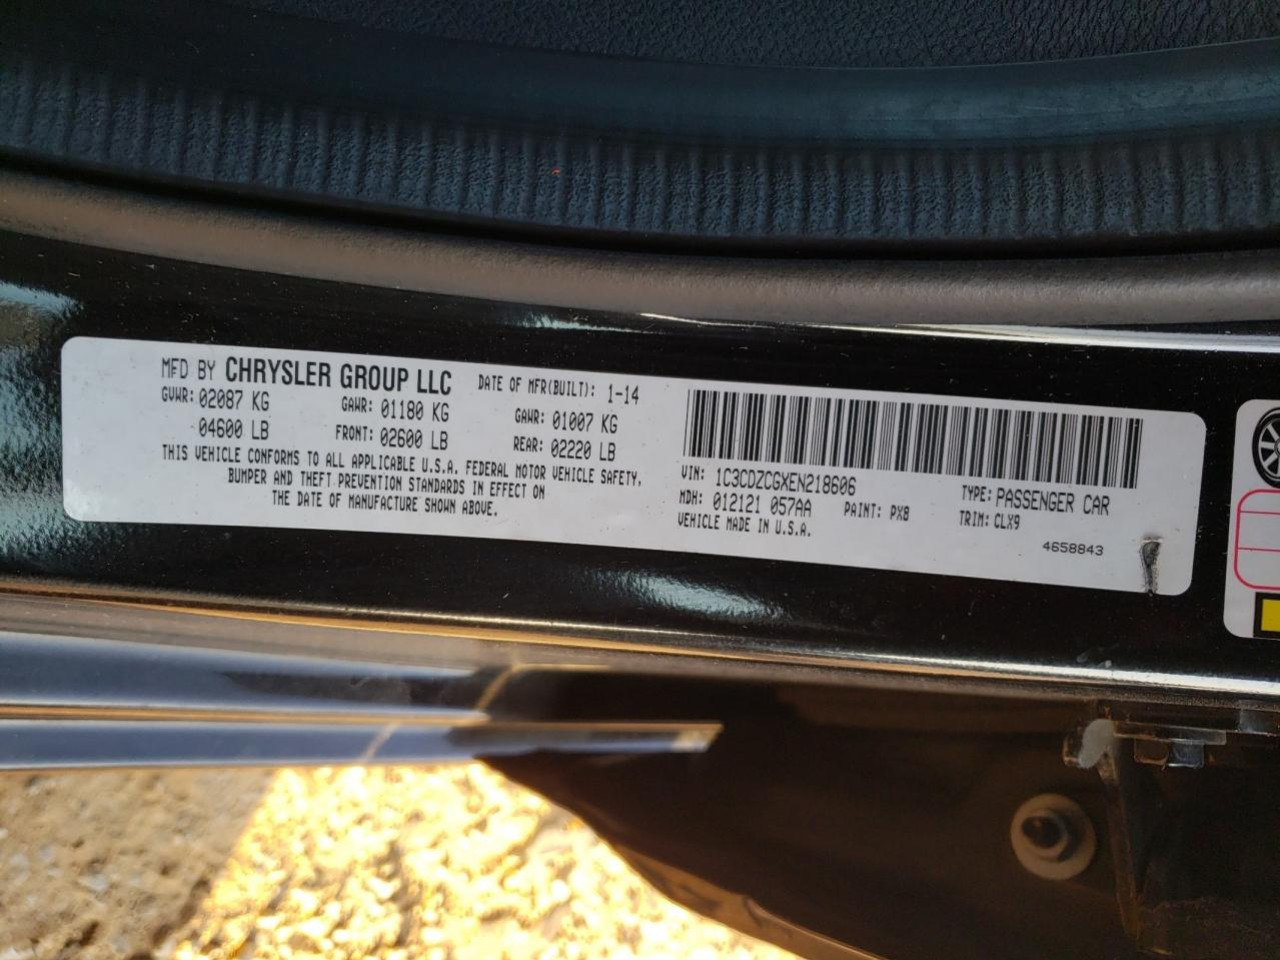 MFD BY CHRYSLER GROUP LLC DATE OF MFR(BUILT): 1-14
GVWR: 02087 KG GAWR: 01180 KG GAWR: 01007 KG
04600 LB FRONT: 02600 LB REAR: 02220 LB
THIS VEHICLE CONFORMS TO ALL APPLICABLE U.S.A. FEDERAL MOTOR VEHICLE SAFETY,
BUMPER AND THEFT PREVENTION STANDARDS IN EFFECT ON
THE DATE OF MANUFACTURE SHOWN ABOVE.
VIN: 1C3CDZCGXEN218606 TYPE: PASSENGER CAR
MDH: 012121 057AA PAINT: PX8 TRIM: CLX9
VEHICLE MADE IN U.S.A.
4658843